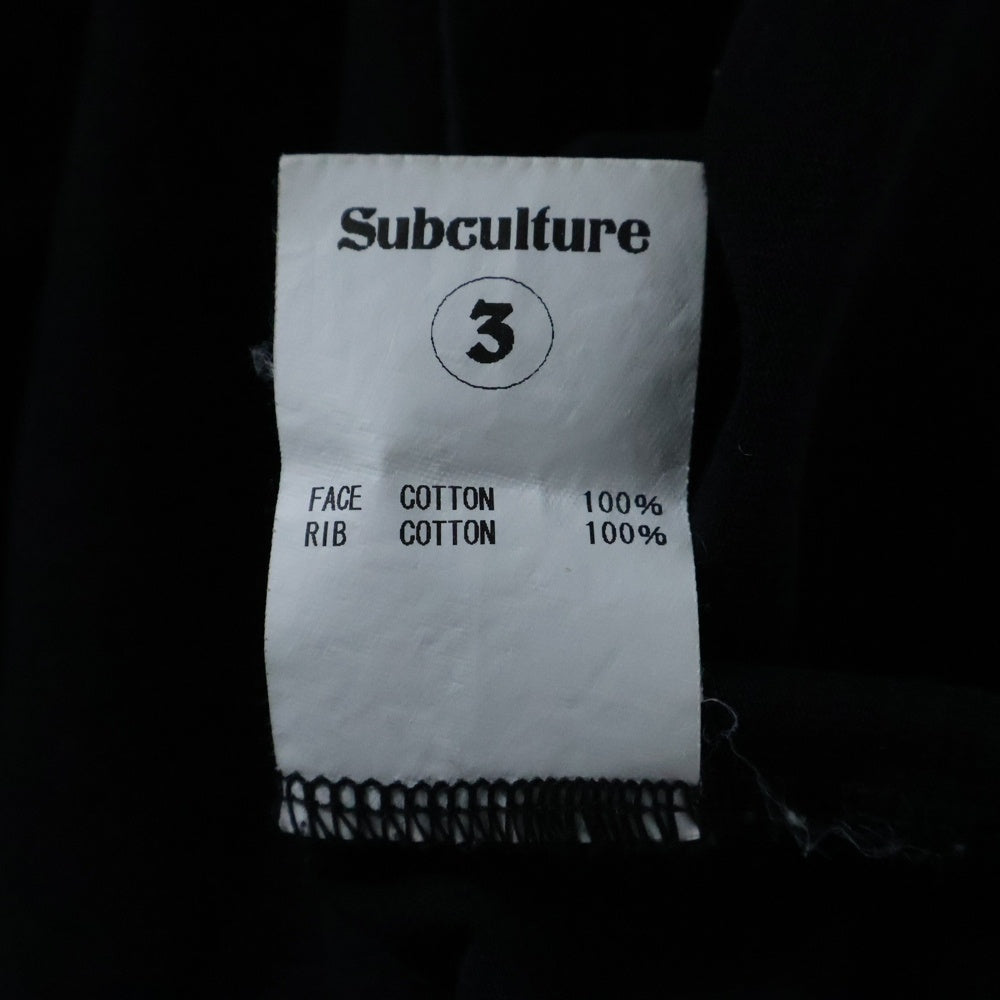 Subculture
3
FACE COTTON 100%
RIB COTTON 100%